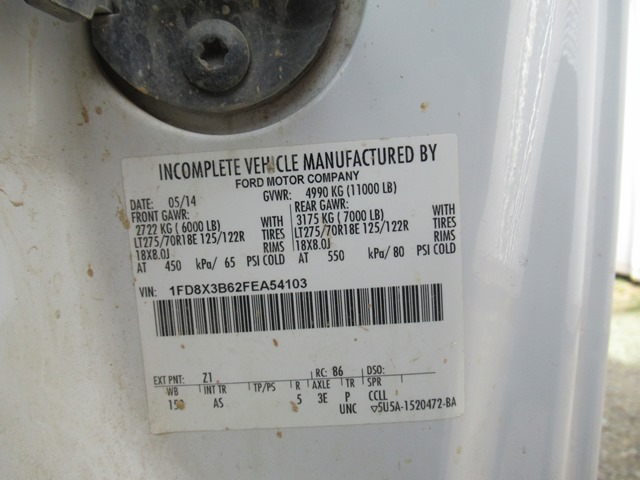 INCOMPLETE VEHICLE MANUFACTURED BY
FORD MOTOR COMPANY
DATE: 05/14 GVWR: 4990 KG (11000 LB)
FRONT GAWR: REAR GAWR:
2722 KG ( 6000 LB) WITH 3175 KG ( 7000 LB) WITH
LT275/70R18E 125/122R TIRES LT275/70R18E 125/122R TIRES
18X8.0J RIMS 18X8.0J RIMS
AT 450 kPa/ 65 PSI COLD AT 550 kPa/ 80 PSI COLD
VIN: 1FD8X3B62FEA54103
EXT PNT: Z1 RC: 86 DSO:
WB INT TR TP/PS R AXLE TR SPR
AS 5 3E P CCLL
UNC ▽5U5A-1520472-BA